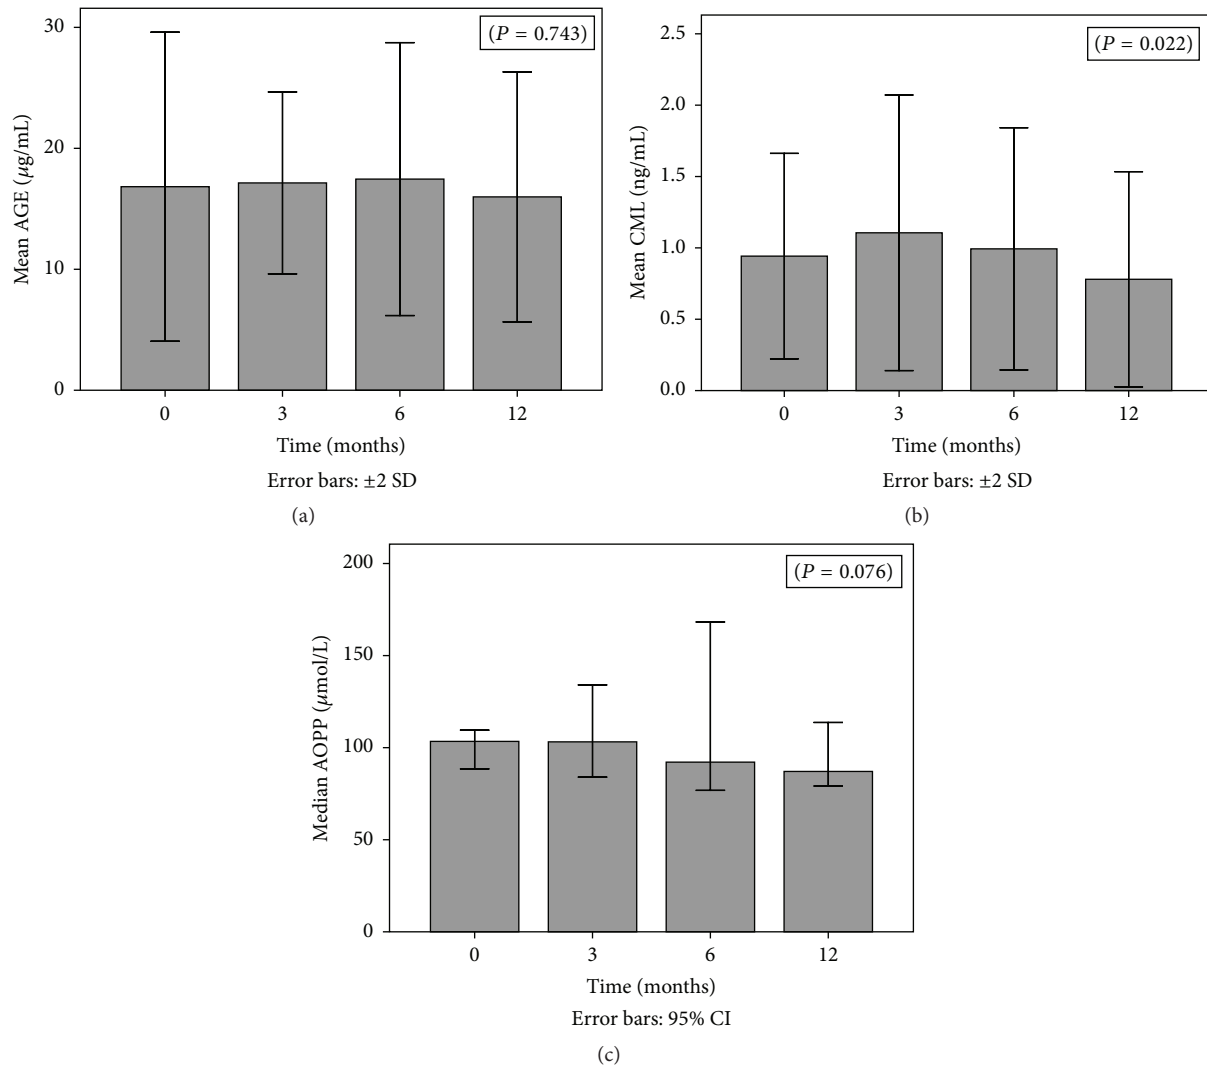 (P = 0.743)
Mean AGE (μg/mL)
30
20
10
0
0 3 6 12
Time (months)
Error bars: ±2 SD
(a)
(P = 0.022)
Mean CML (ng/mL)
2.5
2.0
1.5
1.0
0.5
0.0
0 3 6 12
Time (months)
Error bars: ±2 SD
(b)
(P = 0.076)
Median AOPP (μmol/L)
200
150
100
50
0
0 3 6 12
Time (months)
Error bars: 95% CI
(c)